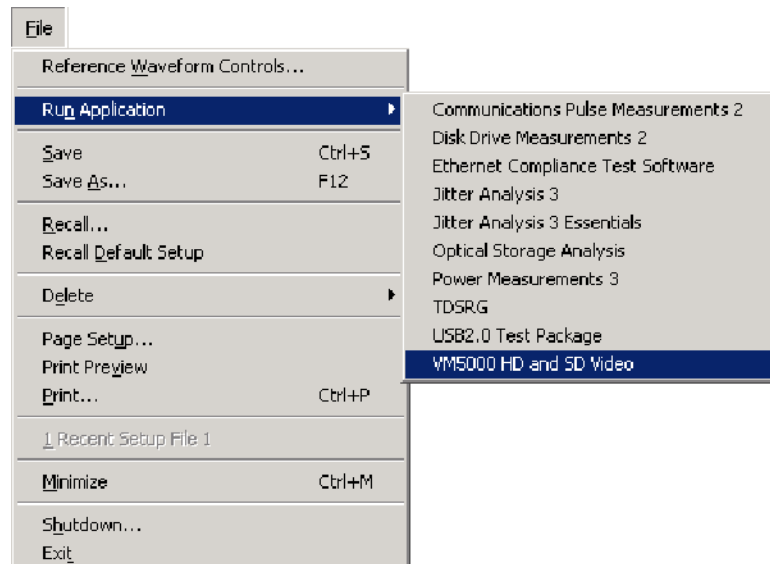 File
Reference Waveform Controls...
Run Application
Save Ctrl+S
Save As... F12
Recall...
Recall Default Setup
Delete
Page Setup...
Print Preview
Print... Ctrl+P
1 Recent Setup File 1
Minimize Ctrl+M
Shutdown...
Exit
Communications Pulse Measurements 2
Disk Drive Measurements 2
Ethernet Compliance Test Software
Jitter Analysis 3
Jitter Analysis 3 Essentials
Optical Storage Analysis
Power Measurements 3
TDSRG
USB2.0 Test Package
VM5000 HD and SD Video